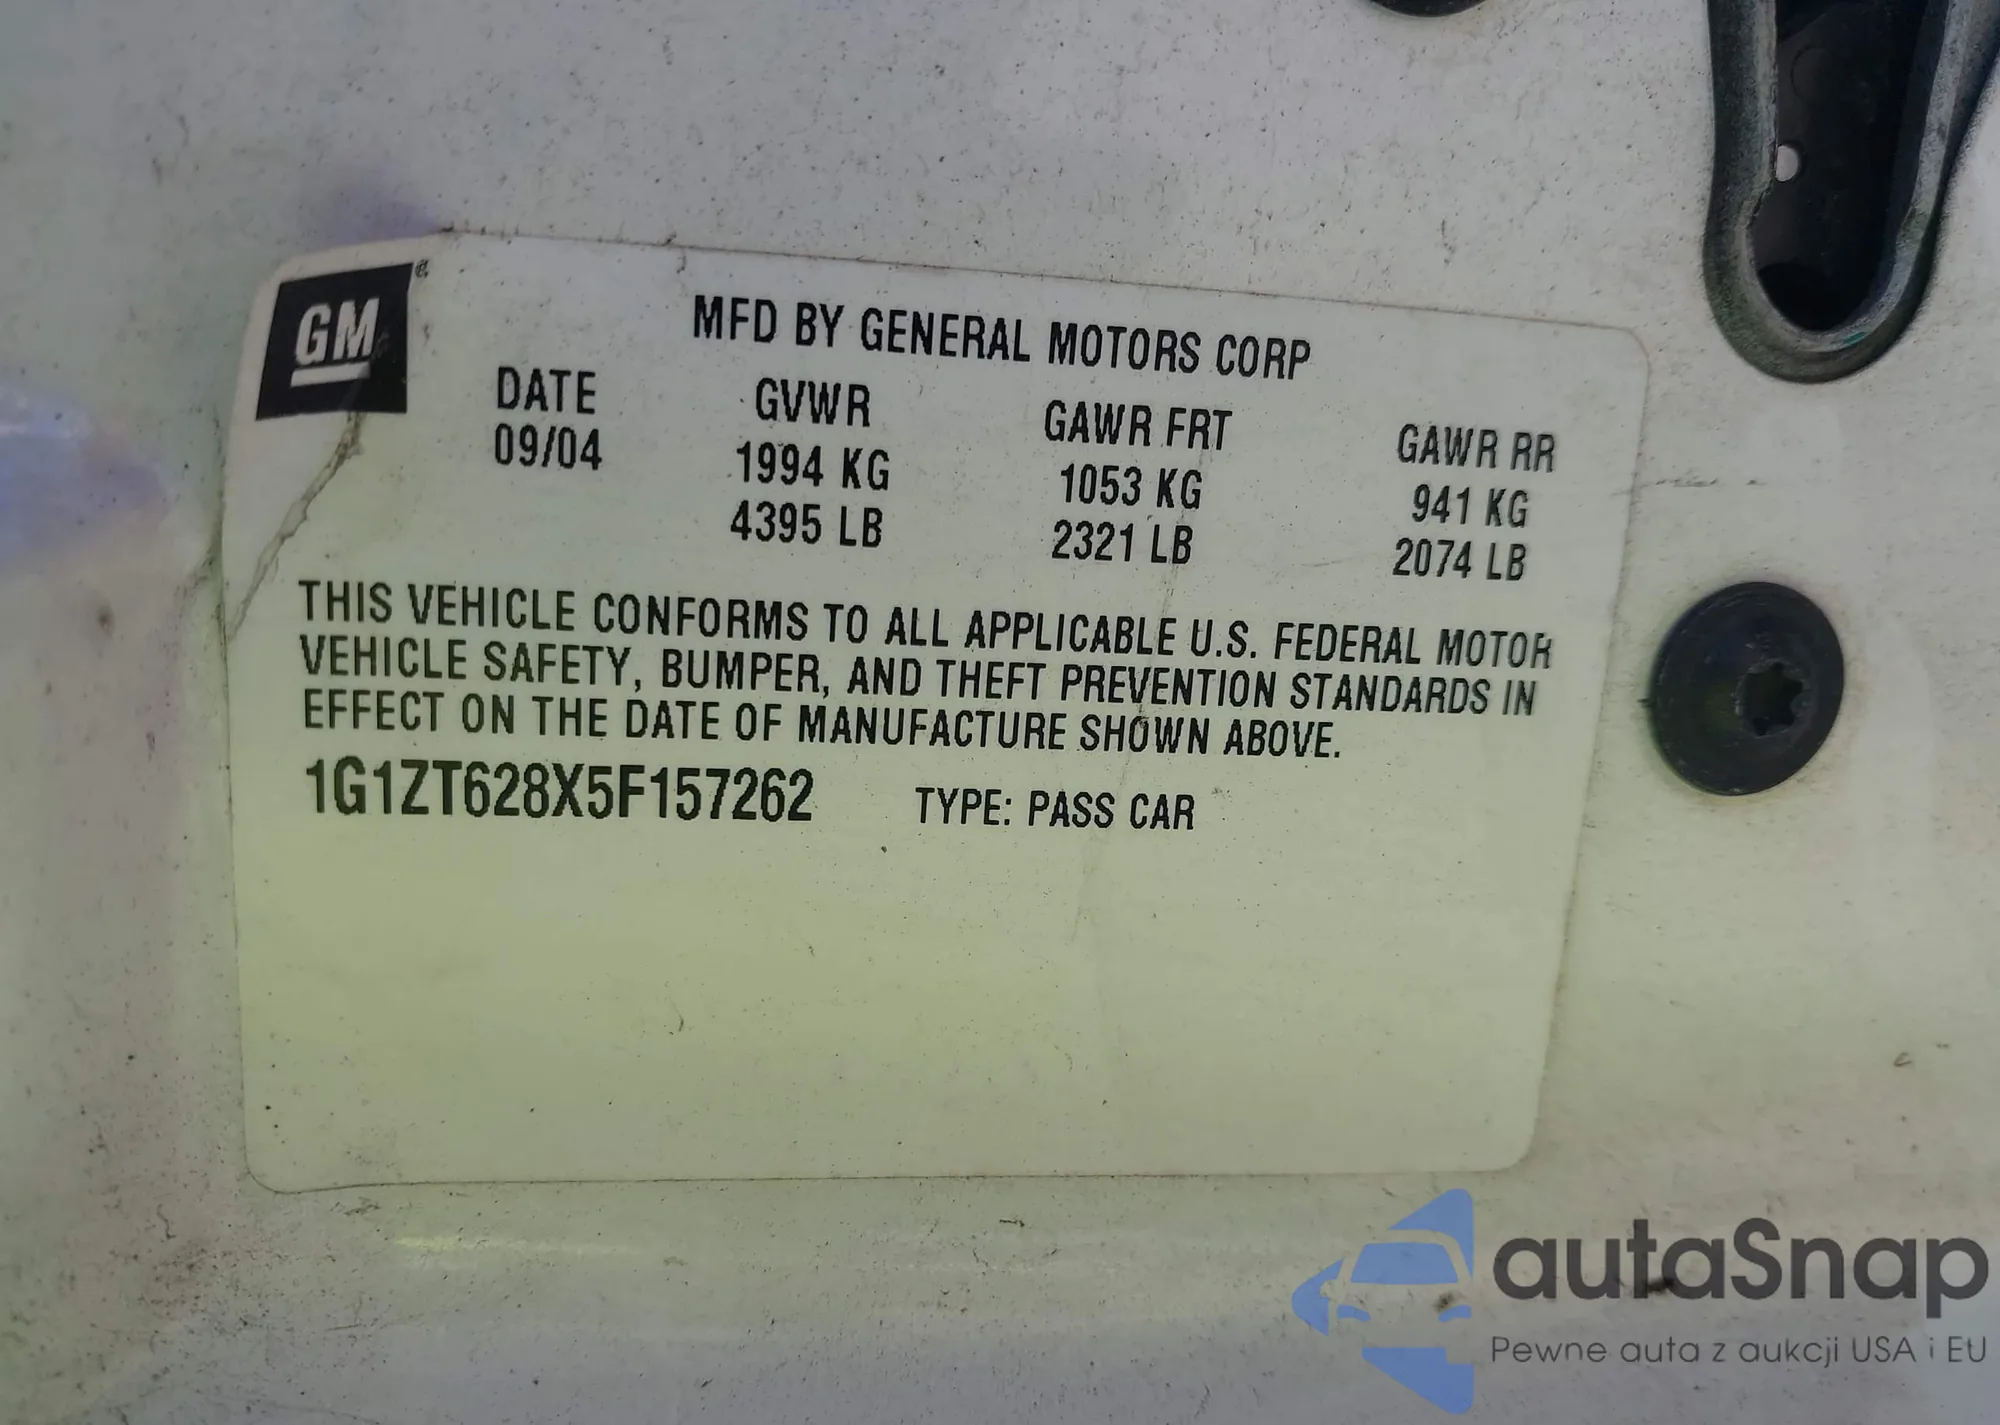 GM
MFD BY GENERAL MOTORS CORP
DATE GVWR GAWR FRT GAWR RR
09/04 1994 KG 1053 KG 941 KG
4395 LB 2321 LB 2074 LB
THIS VEHICLE CONFORMS TO ALL APPLICABLE U.S. FEDERAL MOTOR
VEHICLE SAFETY, BUMPER, AND THEFT PREVENTION STANDARDS IN
EFFECT ON THE DATE OF MANUFACTURE SHOWN ABOVE.
1G1ZT628X5F157262 TYPE: PASS CAR
autaSnap
Pewne auta z aukcji USA i EU